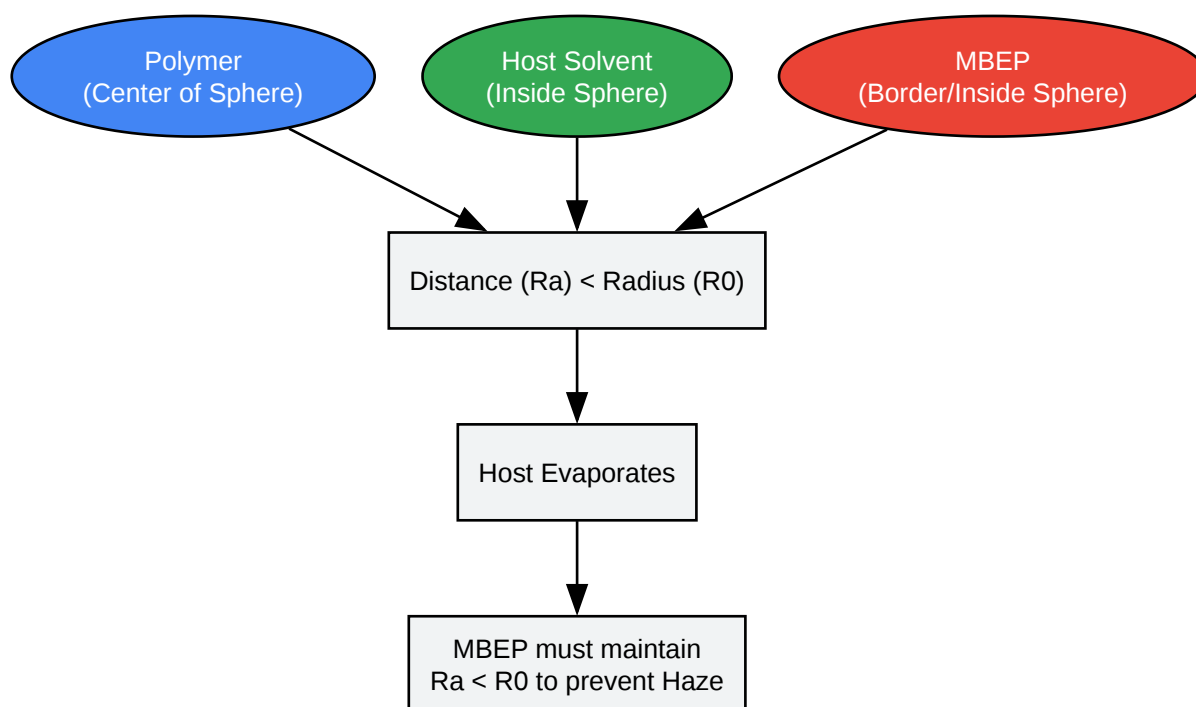 Polymer
(Center of Sphere)
Host Solvent
(Inside Sphere)
MBEP
(Border/Inside Sphere)
Distance (Ra) < Radius (R0)
Host Evaporates
MBEP must maintain
Ra < R0 to prevent Haze